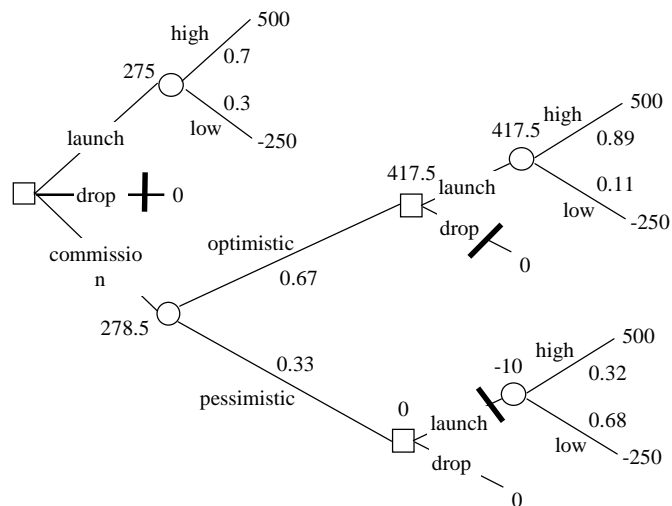 500
high
0.7
275
0.3
low
-250
launch
drop
0
commissio
n
278.5
optimistic
0.67
0.33
pessimistic
417.5
launch
drop
0
417.5
500
high
0.89
0.11
low
-250
0
launch
drop
0
-10
500
high
0.32
0.68
low
-250